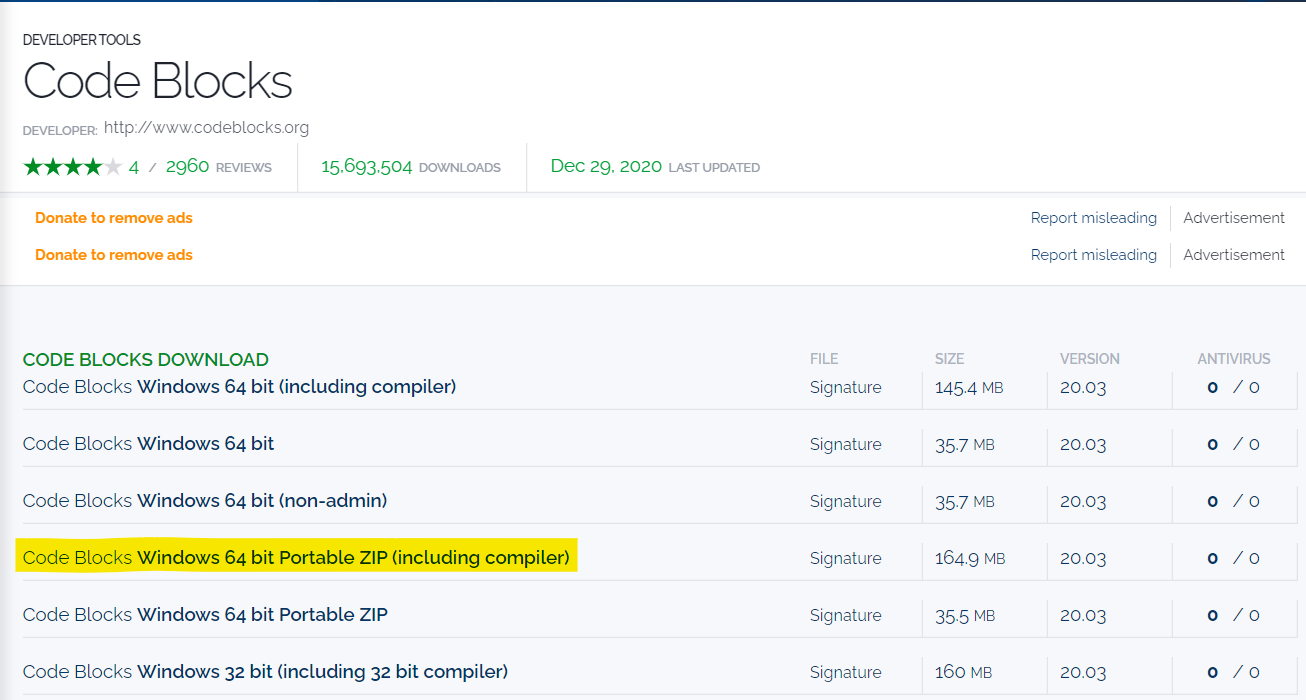 DEVELOPER TOOLS
Code Blocks
DEVELOPER: http://www.codeblocks.org
4 / 2960 REVIEWS 15,693,504 DOWNLOADS Dec 29, 2020 LAST UPDATED
Donate to remove ads Report misleading Advertisement
Donate to remove ads Report misleading Advertisement
CODE BLOCKS DOWNLOAD FILE SIZE VERSION ANTIVIRUS
Code Blocks Windows 64 bit (including compiler) Signature 145.4 MB 20.03 0 / 0
Code Blocks Windows 64 bit Signature 35.7 MB 20.03 0 / 0
Code Blocks Windows 64 bit (non-admin) Signature 35.7 MB 20.03 0 / 0
Code Blocks Windows 64 bit Portable ZIP (including compiler) Signature 164.9 MB 20.03 0 / 0
Code Blocks Windows 64 bit Portable ZIP Signature 35.5 MB 20.03 0 / 0
Code Blocks Windows 32 bit (including 32 bit compiler) Signature 160 MB 20.03 0 / 0